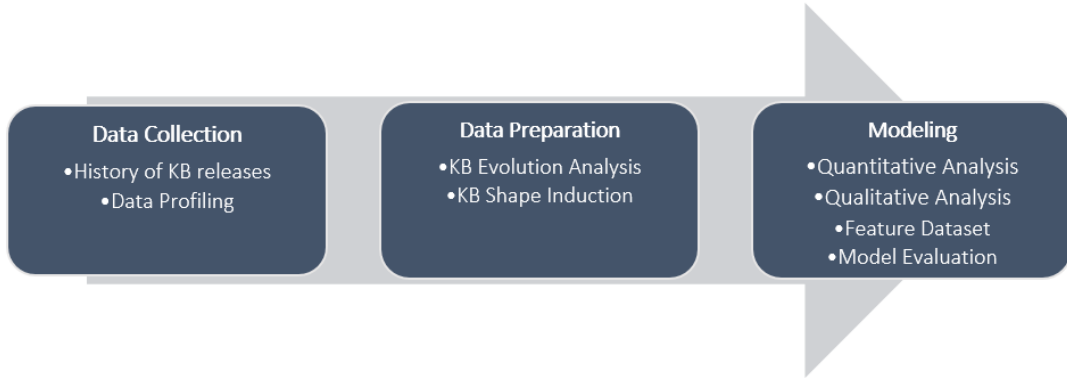 Data Collection
•History of KB releases
•Data Profiling
Data Preparation
•KB Evolution Analysis
•KB Shape Induction
Modeling
•Quantitative Analysis
•Qualitative Analysis
•Feature Dataset
•Model Evaluation